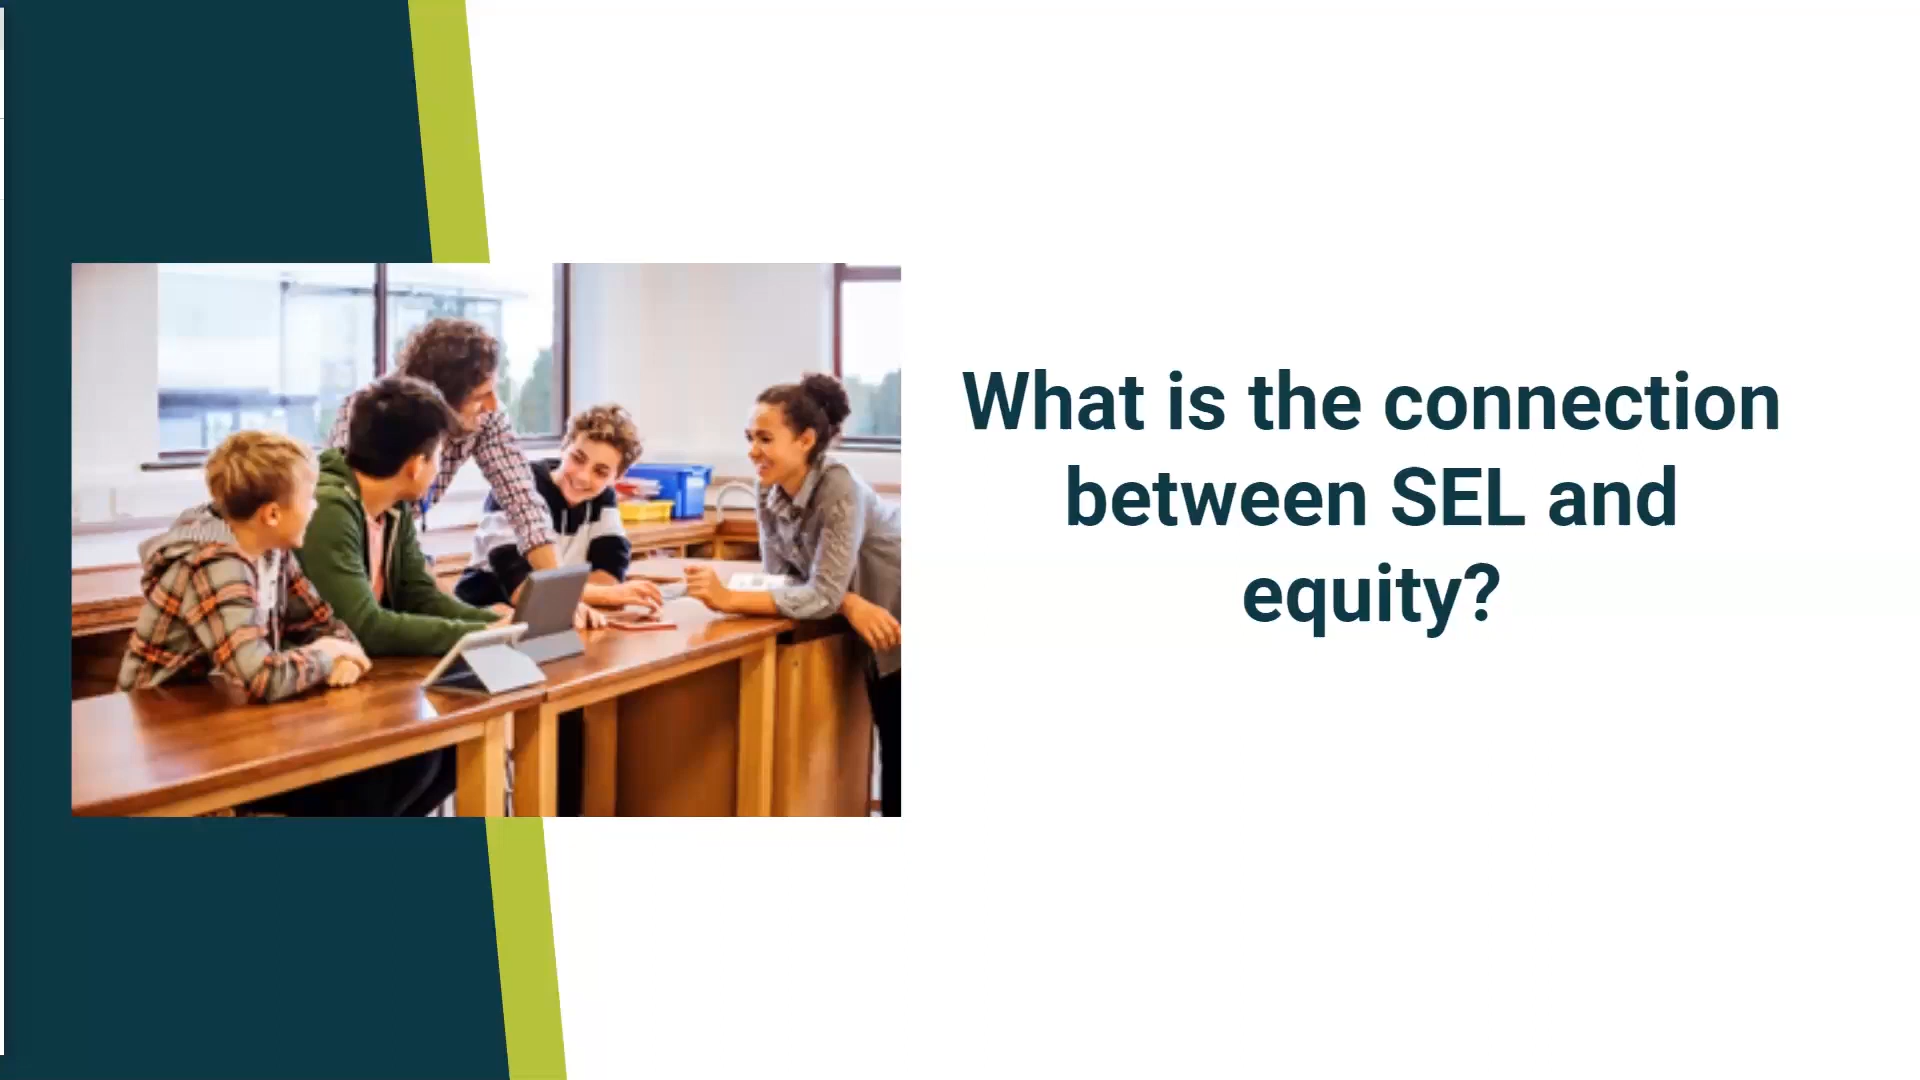 What is the connection
between SEL and
equity?